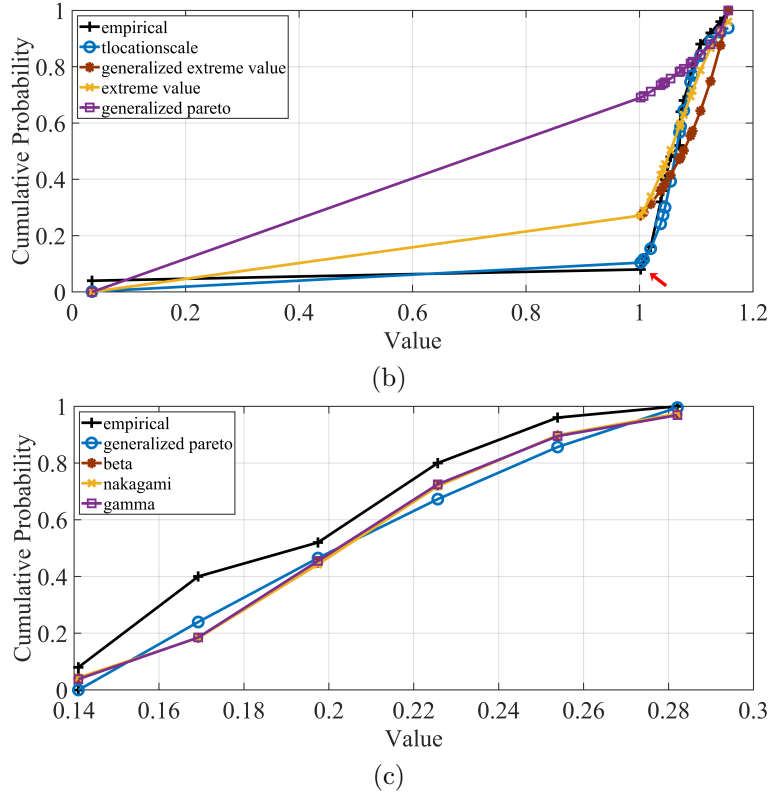 1
0.8
0.6
0.4
0.2
0
Cumulative Probability
empirical
tlocationscale
generalized extreme value
extreme value
generalized pareto
0 0.2 0.4 0.6 0.8 1 1.2
Value
(b)
1
0.8
0.6
0.4
0.2
0
Cumulative Probability
empirical
generalized pareto
beta
nakagami
gamma
0.14 0.16 0.18 0.2 0.22 0.24 0.26 0.28 0.3
Value
(c)